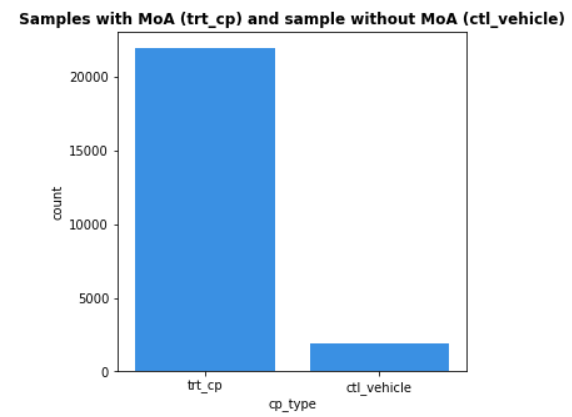 Samples with MoA (trt_cp) and sample without MoA (ctl_vehicle)
20000
15000
10000
5000
0
count
trt_cp
ctl_vehicle
cp_type